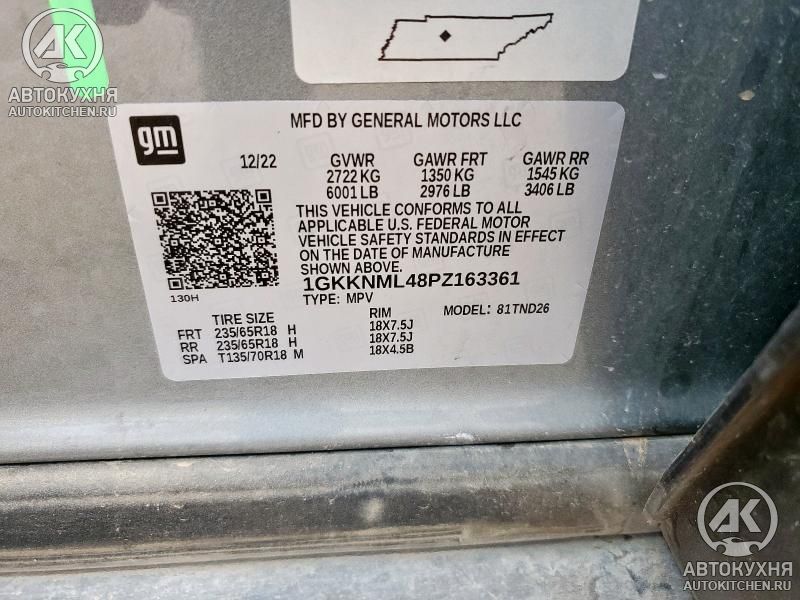 AK
АВТОКУХНЯ
AUTOKITCHEN.RU
gm
MFD BY GENERAL MOTORS LLC
12/22 GVWR GAWR FRT GAWR RR
2722 KG 1350 KG 1545 KG
6001 LB 2976 LB 3406 LB
THIS VEHICLE CONFORMS TO ALL
APPLICABLE U.S. FEDERAL MOTOR
VEHICLE SAFETY STANDARDS IN EFFECT
ON THE DATE OF MANUFACTURE
SHOWN ABOVE.
1GKKNML48PZ163361
130H
TYPE: MPV MODEL: 81TND26
TIRE SIZE RIM
FRT 235/65R18 H 18X7.5J
RR 235/65R18 H 18X7.5J
SPA T135/70R18 M 18X4.5B
AK
АВТОКУХНЯ
AUTOKITCHEN.RU